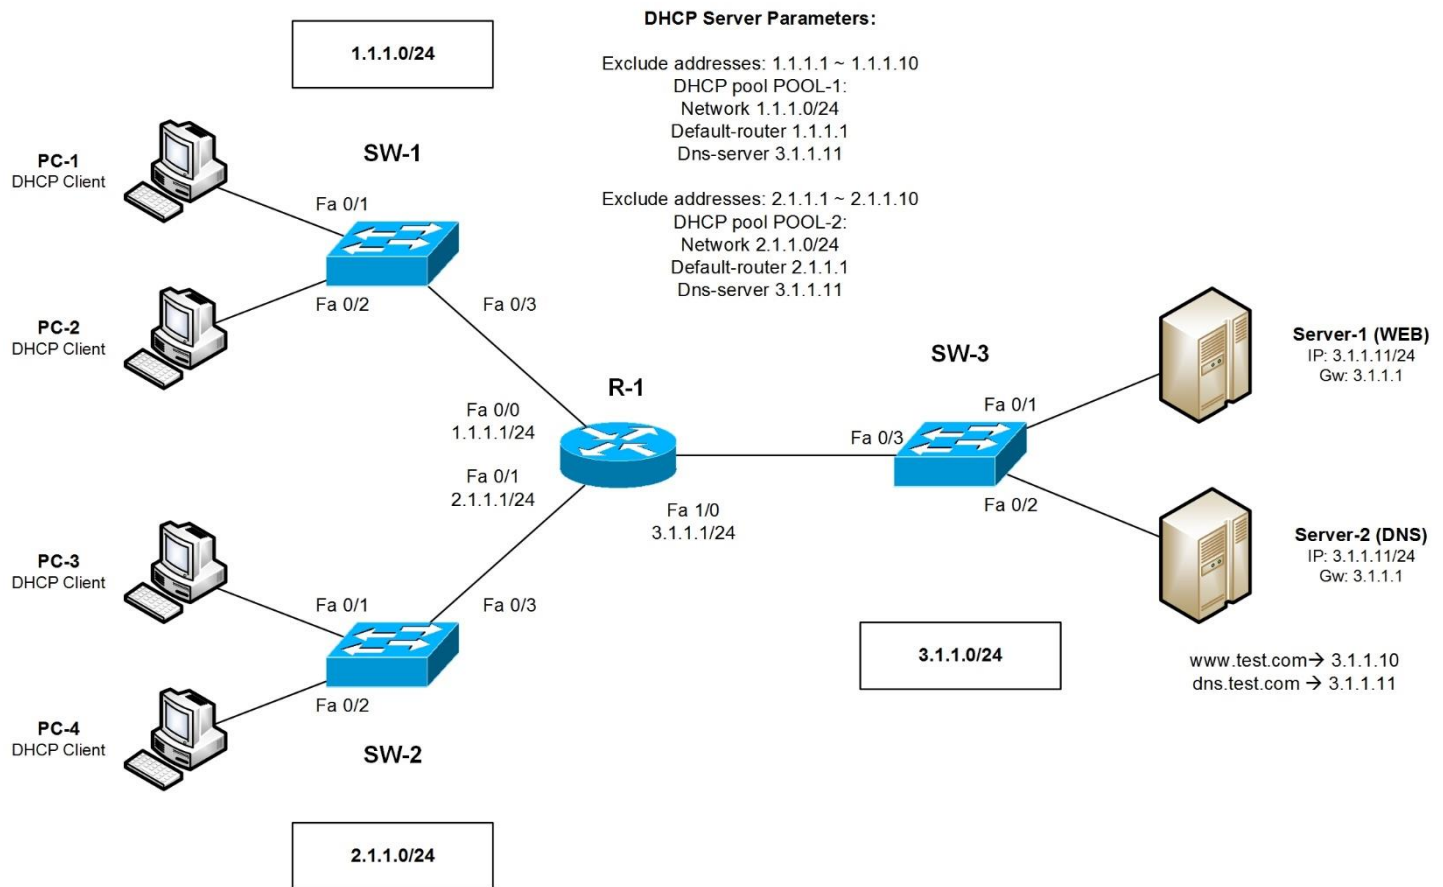 DHCP Server Parameters:
Exclude addresses: 1.1.1.1 ~ 1.1.1.10
DHCP pool POOL-1:
Network 1.1.1.0/24
Default-router 1.1.1.1
Dns-server 3.1.1.11
Exclude addresses: 2.1.1.1 ~ 2.1.1.10
DHCP pool POOL-2:
Network 2.1.1.0/24
Default-router 2.1.1.1
Dns-server 3.1.1.11
1.1.1.0/24
PC-1
DHCP Client
SW-1
Fa 0/1
Fa 0/2
Fa 0/3
PC-2
DHCP Client
R-1
Fa 0/0
1.1.1.1/24
Fa 0/1
2.1.1.1/24
Fa 1/0
3.1.1.1/24
SW-3
Fa 0/1
Fa 0/3
Fa 0/2
Server-1 (WEB)
IP: 3.1.1.11/24
Gw: 3.1.1.1
Server-2 (DNS)
IP: 3.1.1.11/24
Gw: 3.1.1.1
www.test.com→ 3.1.1.10
dns.test.com → 3.1.1.11
3.1.1.0/24
PC-3
DHCP Client
Fa 0/1
Fa 0/3
Fa 0/2
PC-4
DHCP Client
SW-2
2.1.1.0/24